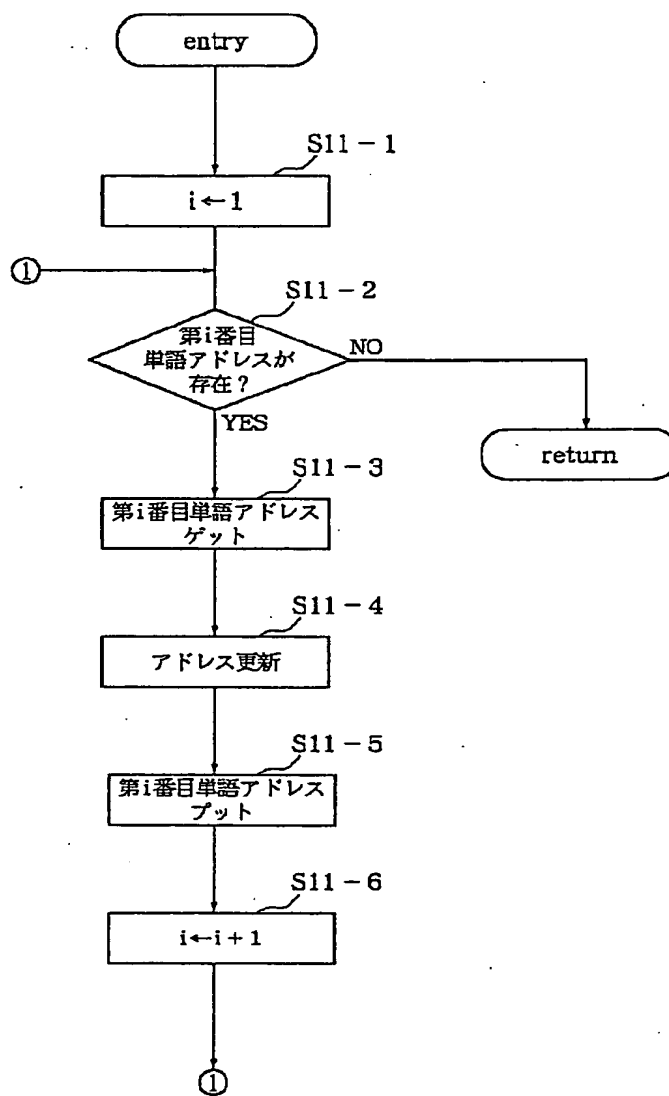 entry
S11-1
i←1
①
S11-2
第i番目
単語アドレスが
存在?
NO
YES
return
S11-3
第i番目単語アドレス
ゲット
S11-4
アドレス更新
S11-5
第i番目単語アドレス
プット
S11-6
i←i+1
①